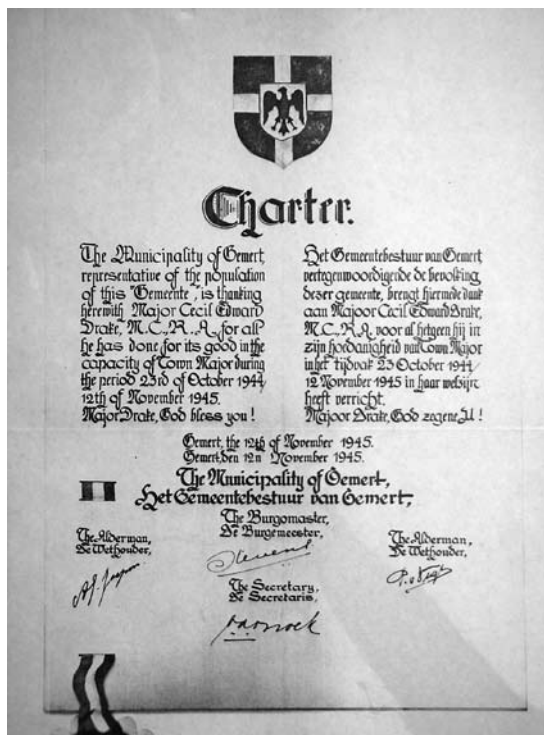 Charter.
The Municipality of Gemert,
representative of the population
of this "Gemeente", is thanking
herewith Major Cecil Edward
Drake, M.C., R.A., for all
he has done for its good in the
capacity of Town Major during
the period 23rd of October 1944/
12th of November 1945.
Major Drake, God bless you!
Het Gemeentebestuur van Gemert,
vertegenwoordigende de bevolking
dezer gemeente, brengt hiermede dank
aan Majoor Cecil Edward Drake,
M.C., R.A. voor al hetgeen hij in
zijn hoedanigheid van Town Major
in het tijdvak 23 October 1944/
12 November 1945 in haar welzijn
heeft verricht.
Majoor Drake, God zegene U!
Gemert, the 12th of November 1945.
Gemert, den 12n November 1945.
The Municipality of Gemert,
Het Gemeentebestuur van Gemert,
The Burgomaster,
De Burgemeester,
The Alderman,
De Wethouder,
The Alderman,
De Wethouder,
The Secretary,
De Secretaris,